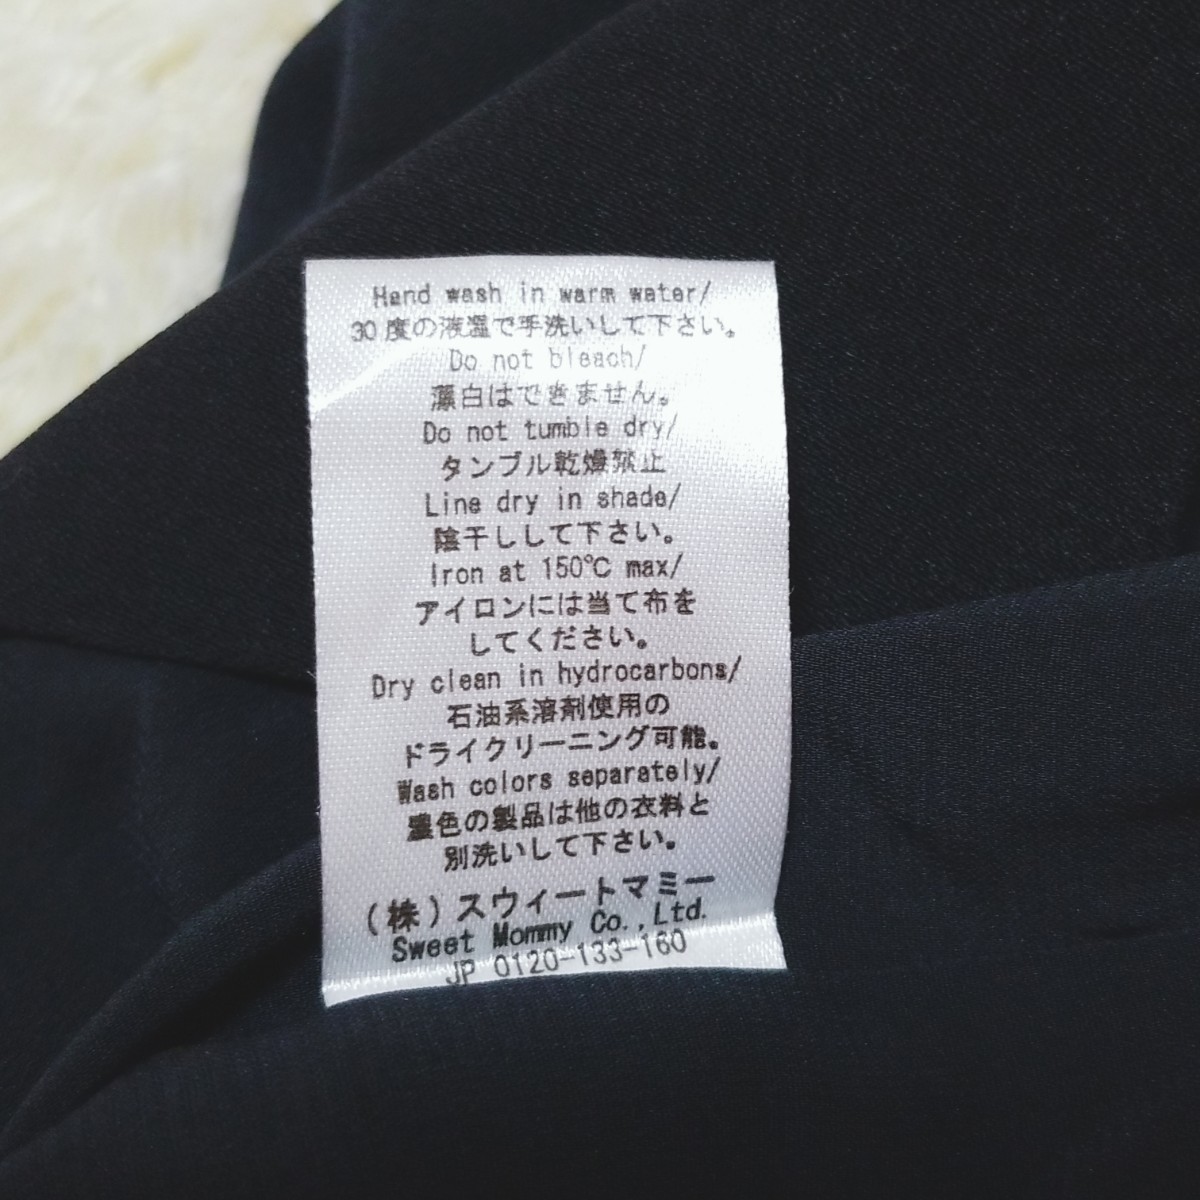 Hand wash in warm water/
30度の液温で手洗いして下さい。
Do not bleach/
漂白はできません。
Do not tumble dry/
タンブル乾燥禁止
Line dry in shade/
陰干しして下さい。
Iron at 150℃ max/
アイロンには当て布を
してください。
Dry clean in hydrocarbons/
石油系溶剤使用の
ドライクリーニング可能。
Wash colors separately/
濃色の製品は他の衣料と
別洗いして下さい。
(株)スウィートマミー
Sweet Mommy Co.,Ltd.
JP 0120-133-160